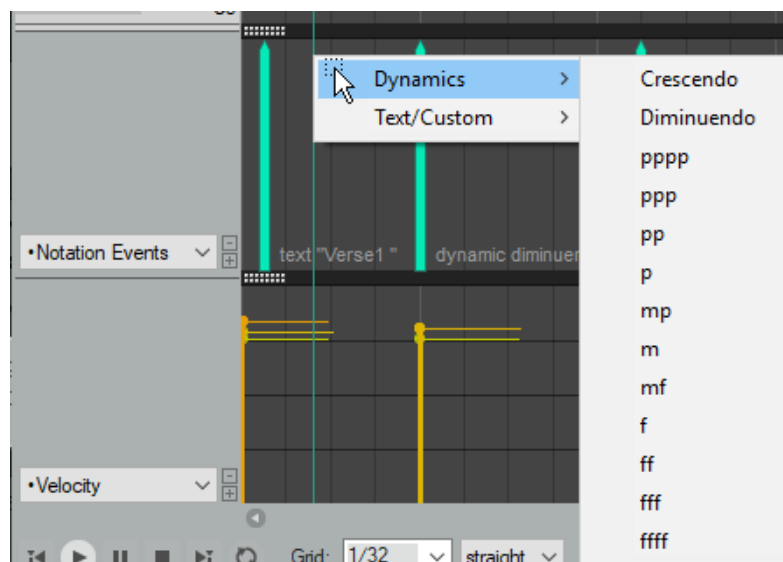 Dynamics
Text/Custom
Crescendo
Diminuendo
pppp
ppp
pp
p
mp
m
mf
f
ff
fff
ffff
•Notation Events
text "Verse1 "
dynamic diminuer
•Velocity
Grid: 1/32 straight